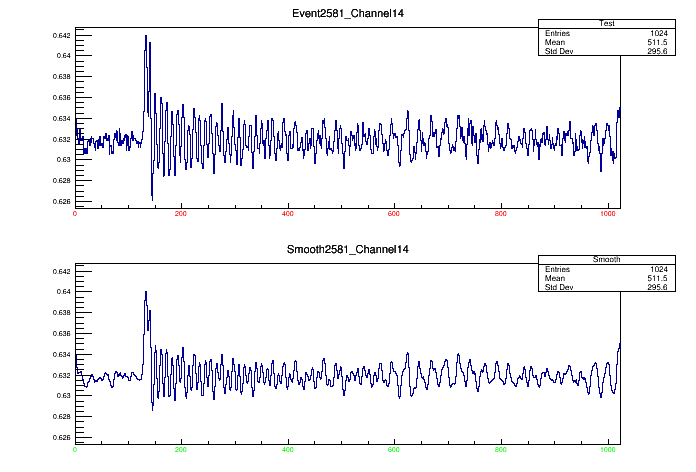 Event2581_Channel14
Test
Entries 1024
Mean 511.5
Std Dev 295.6
0.642
0.64
0.638
0.636
0.634
0.632
0.63
0.628
0.626
0 200 400 600 800 1000
Smooth2581_Channel14
Smooth
Entries 1024
Mean 511.5
Std Dev 295.6
0.642
0.64
0.638
0.636
0.634
0.632
0.63
0.628
0.626
0 200 400 600 800 1000